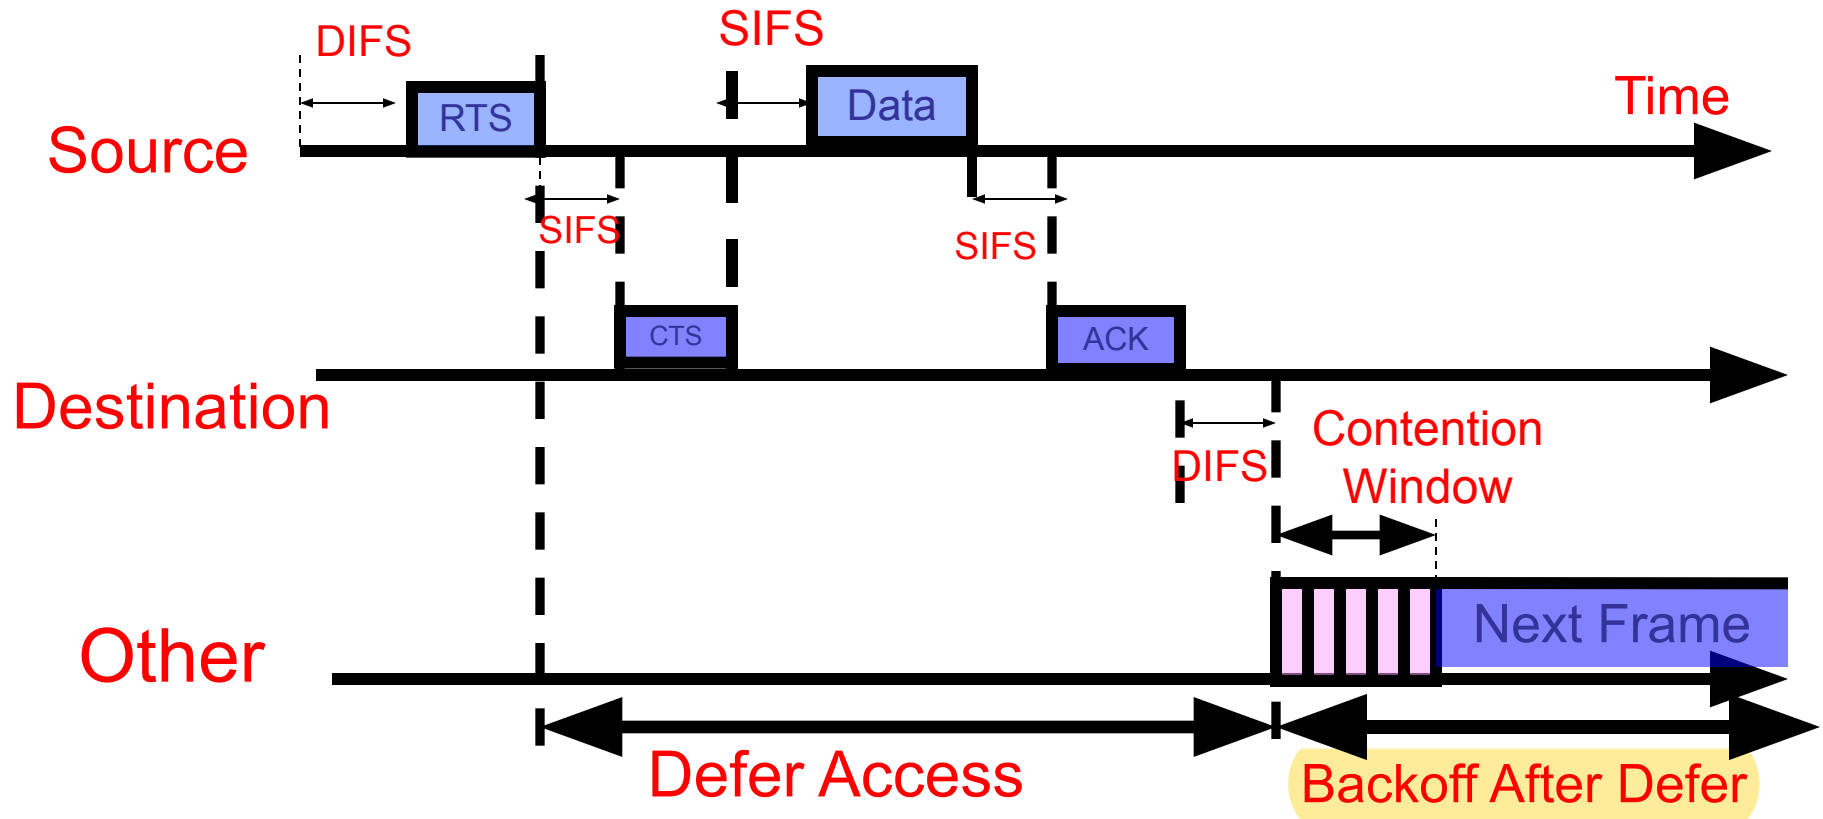 DIFS
SIFS
RTS
Data
Time
Source
SIFS
SIFS
CTS
ACK
Destination
DIFS
Contention
Window
Other
Next Frame
Defer Access
Backoff After Defer